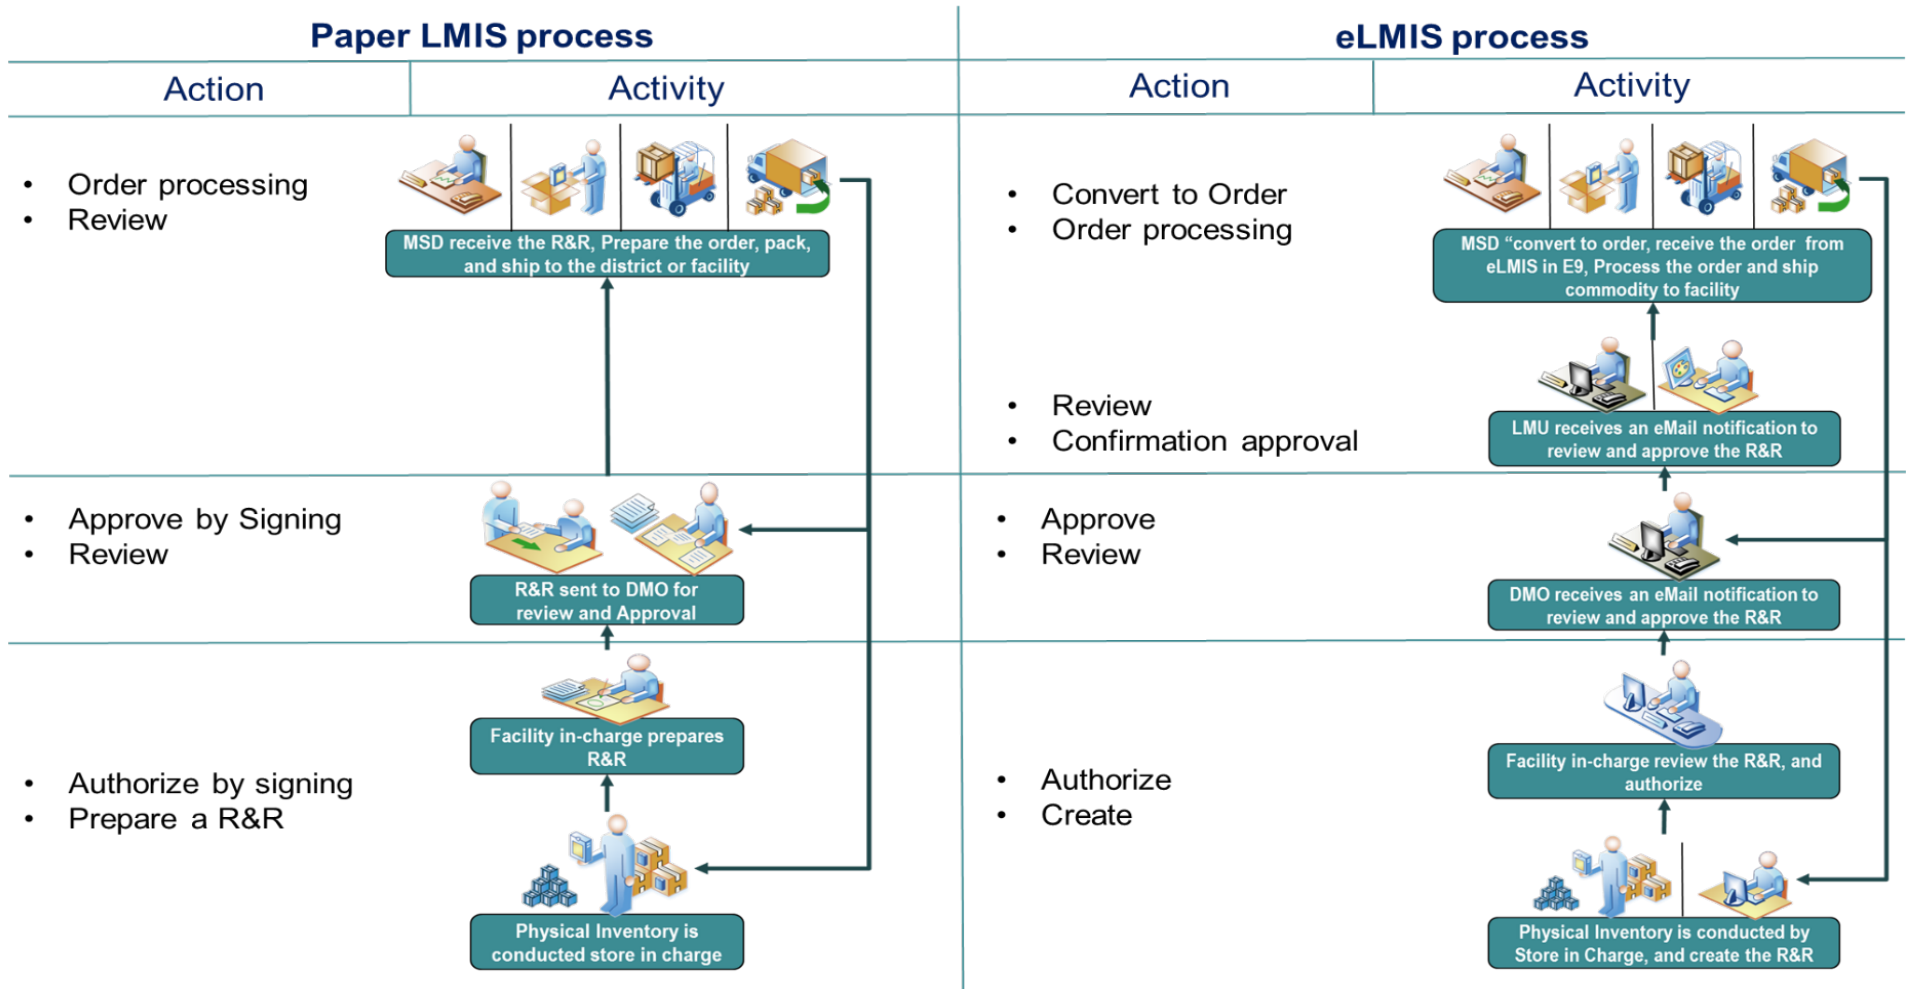 Paper LMIS process
Action
Activity
• Order processing
• Review
MSD receive the R&R, Prepare the order, pack,
and ship to the district or facility
• Approve by Signing
• Review
R&R sent to DMO for
review and Approval
Facility in-charge prepares
R&R
• Authorize by signing
• Prepare a R&R
Physical Inventory is
conducted store in charge
eLMIS process
Action
Activity
• Convert to Order
• Order processing
MSD “convert to order, receive the order from
eLMIS in E9, Process the order and ship
commodity to facility
• Review
• Confirmation approval
LMU receives an eMail notification to
review and approve the R&R
• Approve
• Review
DMO receives an eMail notification to
review and approve the R&R
Facility in-charge review the R&R, and
authorize
• Authorize
• Create
Physical Inventory is conducted by
Store in Charge, and create the R&R